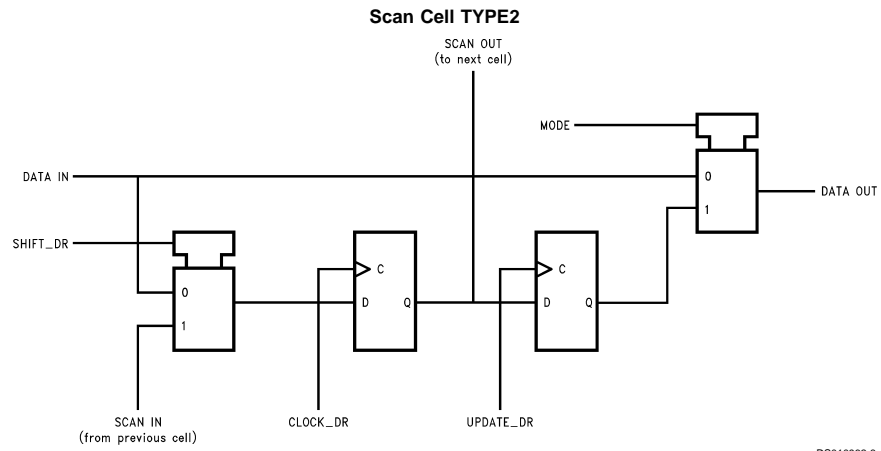 Scan Cell TYPE2
SCAN OUT
(to next cell)
MODE
DATA IN
0
DATA OUT
1
SHIFT_DR
C
C
0
D
Q
D
Q
1
SCAN IN
(from previous cell)
CLOCK_DR
UPDATE_DR